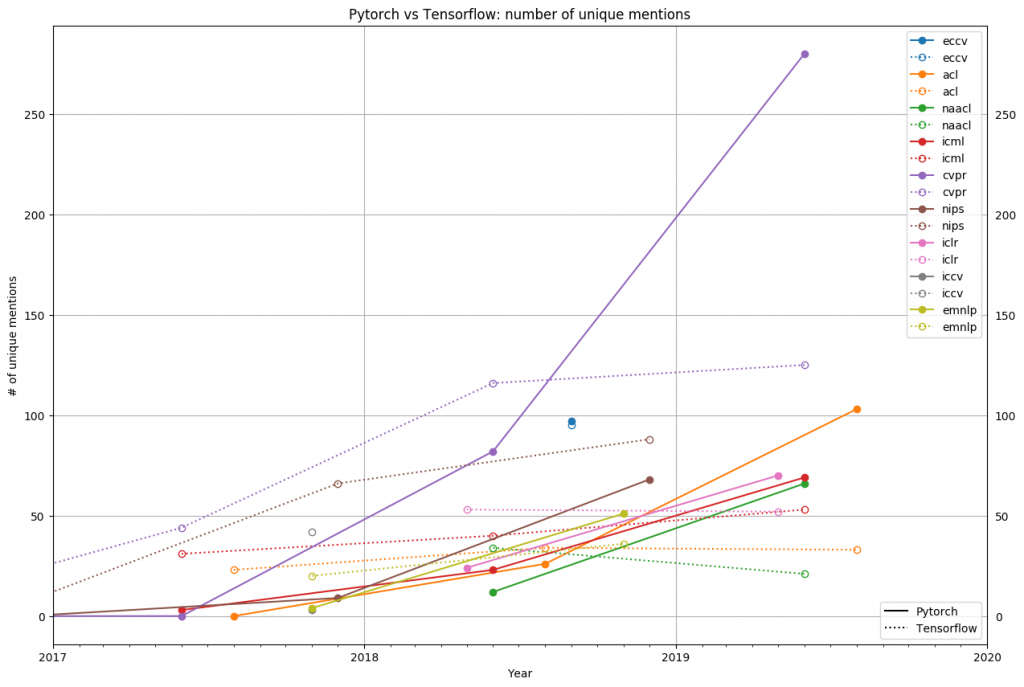 Pytorch vs Tensorflow: number of unique mentions
# of unique mentions
250
200
150
100
50
0
250
200
150
100
50
0
eccv
eccv
acl
acl
naacl
naacl
icml
icml
cvpr
cvpr
nips
nips
iclr
iclr
iccv
iccv
emnlp
emnlp
Pytorch
Tensorflow
2017
2018
2019
2020
Year